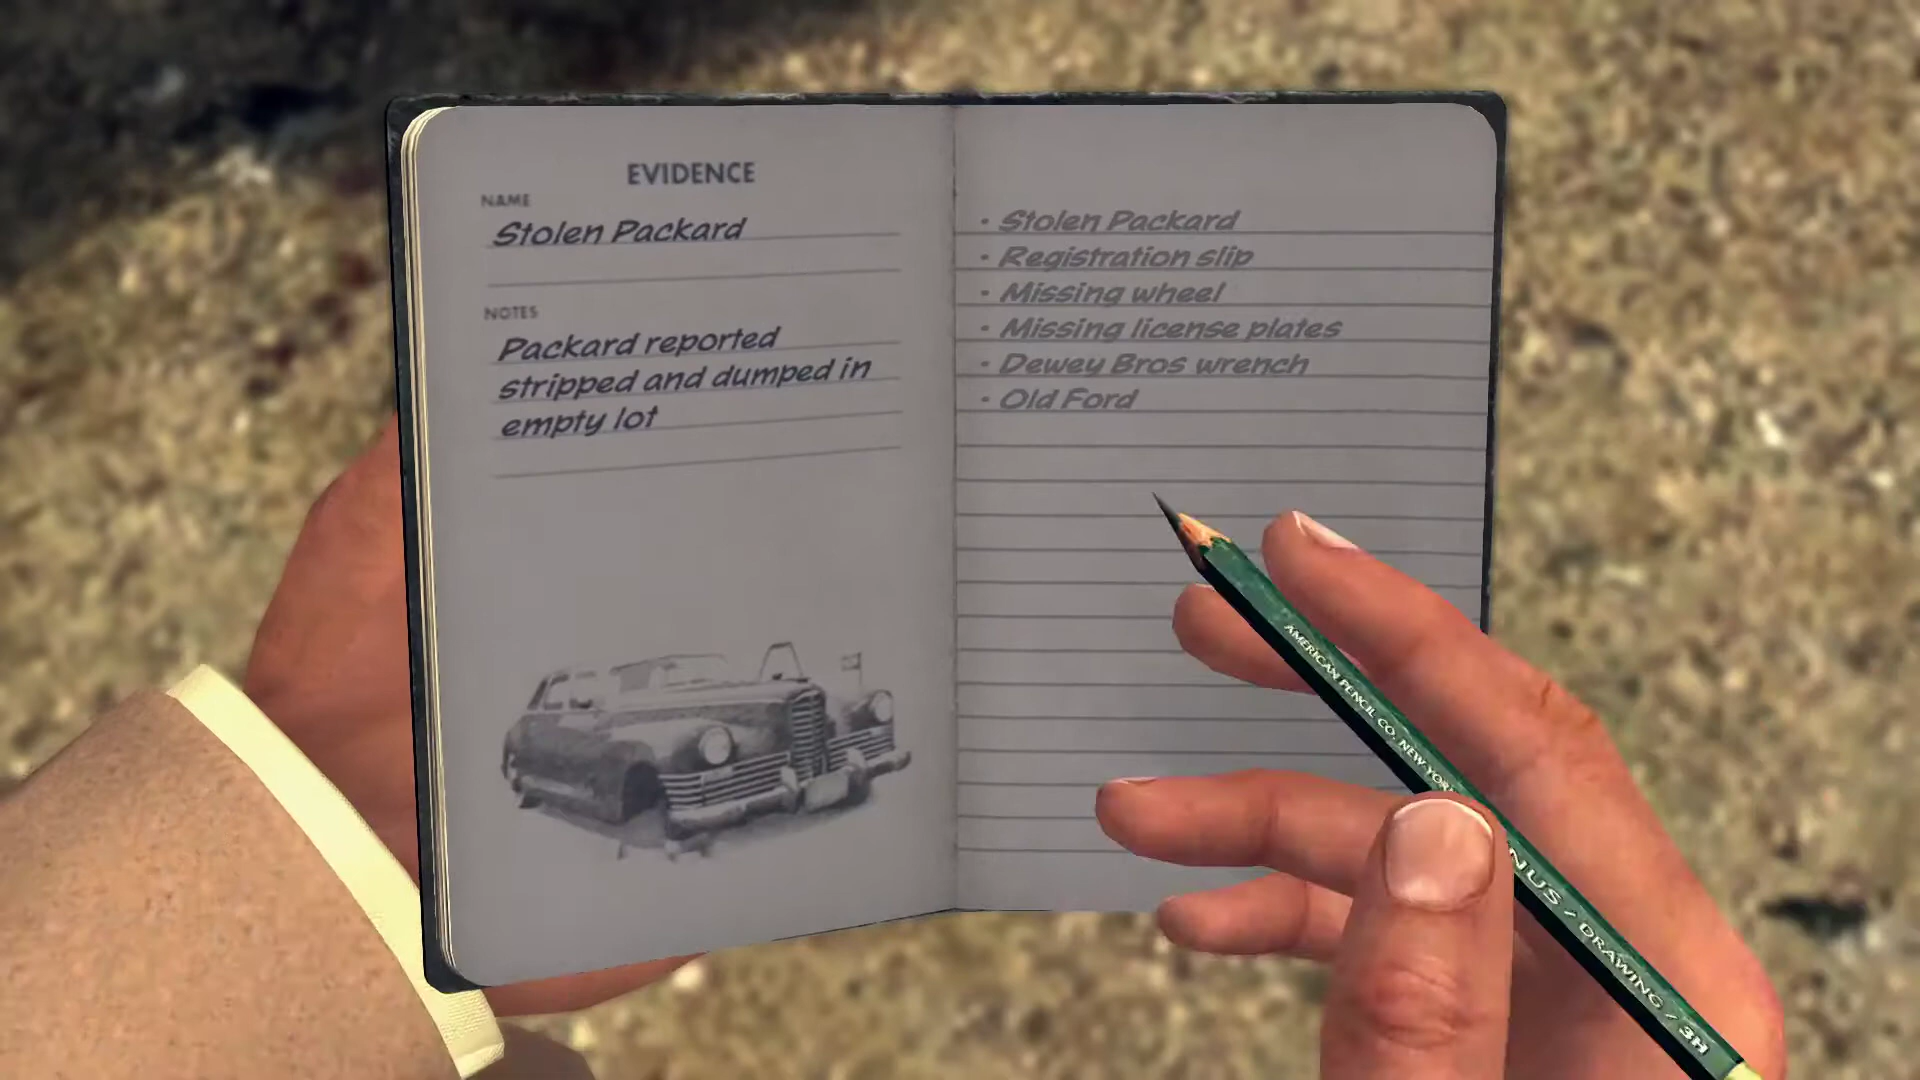 EVIDENCE
NAME
Stolen Packard
NOTES
Packard reported
stripped and dumped in
empty lot
• Stolen Packard
• Registration slip
• Missing wheel
• Missing license plates
• Dewey Bros wrench
• Old Ford
AMERICAN PENCIL CO. NEW YORK
NUS / DRAWING / 3H